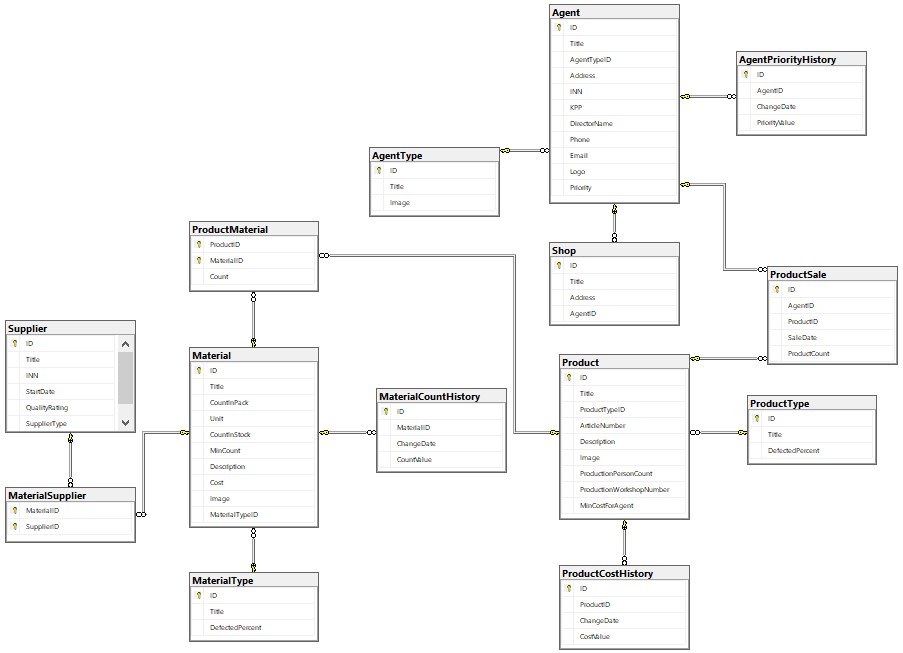 Agent
ID
Title
AgentTypeID
Address
INN
KPP
DirectorName
Phone
Email
Logo
Priority
AgentPriorityHistory
ID
AgentID
ChangeDate
PriorityValue
AgentType
ID
Title
Image
ProductMaterial
ProductID
MaterialID
Count
Shop
ID
Title
Address
AgentID
ProductSale
ID
AgentID
ProductID
SaleDate
ProductCount
Supplier
ID
Title
INN
StartDate
QualityRating
SupplierType
Material
ID
Title
CountInPack
Unit
CountInStock
MinCount
Description
Cost
Image
MaterialTypeID
MaterialCountHistory
ID
MaterialID
ChangeDate
CountValue
Product
ID
Title
ProductTypeID
ArticleNumber
Description
Image
ProductionPersonCount
ProductionWorkshopNumber
MinCostForAgent
ProductType
ID
Title
DefectedPercent
MaterialSupplier
MaterialID
SupplierID
MaterialType
ID
Title
DefectedPercent
ProductCostHistory
ID
ProductID
ChangeDate
CostValue